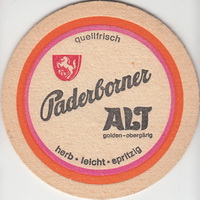 quellfrisch
Paderborner
ALT
golden-obergärig
herb • leicht • spritzig